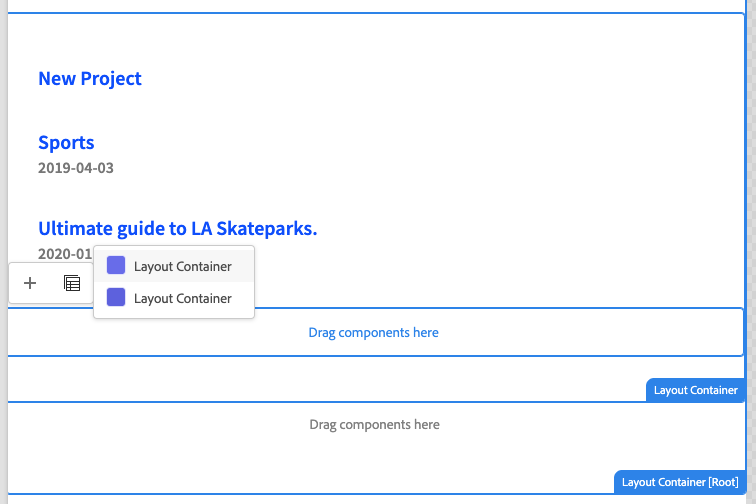 New Project
Sports
2019-04-03
Ultimate guide to LA Skateparks.
2020-01
Layout Container
Layout Container
Drag components here
Layout Container
Drag components here
Layout Container [Root]